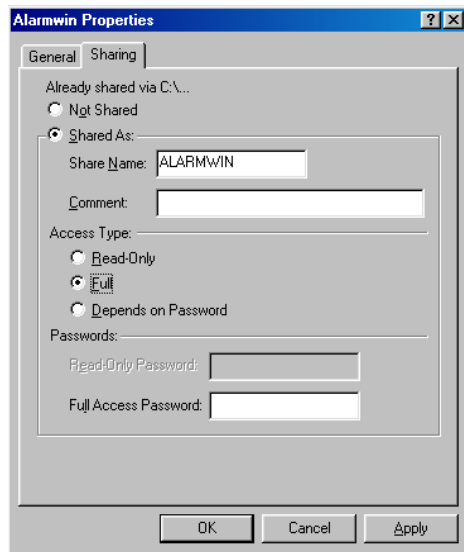 Alarmwin Properties
General Sharing
Already shared via C:\...
Not Shared
Shared As:
Share Name: ALARMWIN
Comment:
Access Type:
Read-Only
Full
Depends on Password
Passwords:
Read-Only Password:
Full Access Password:
OK Cancel Apply